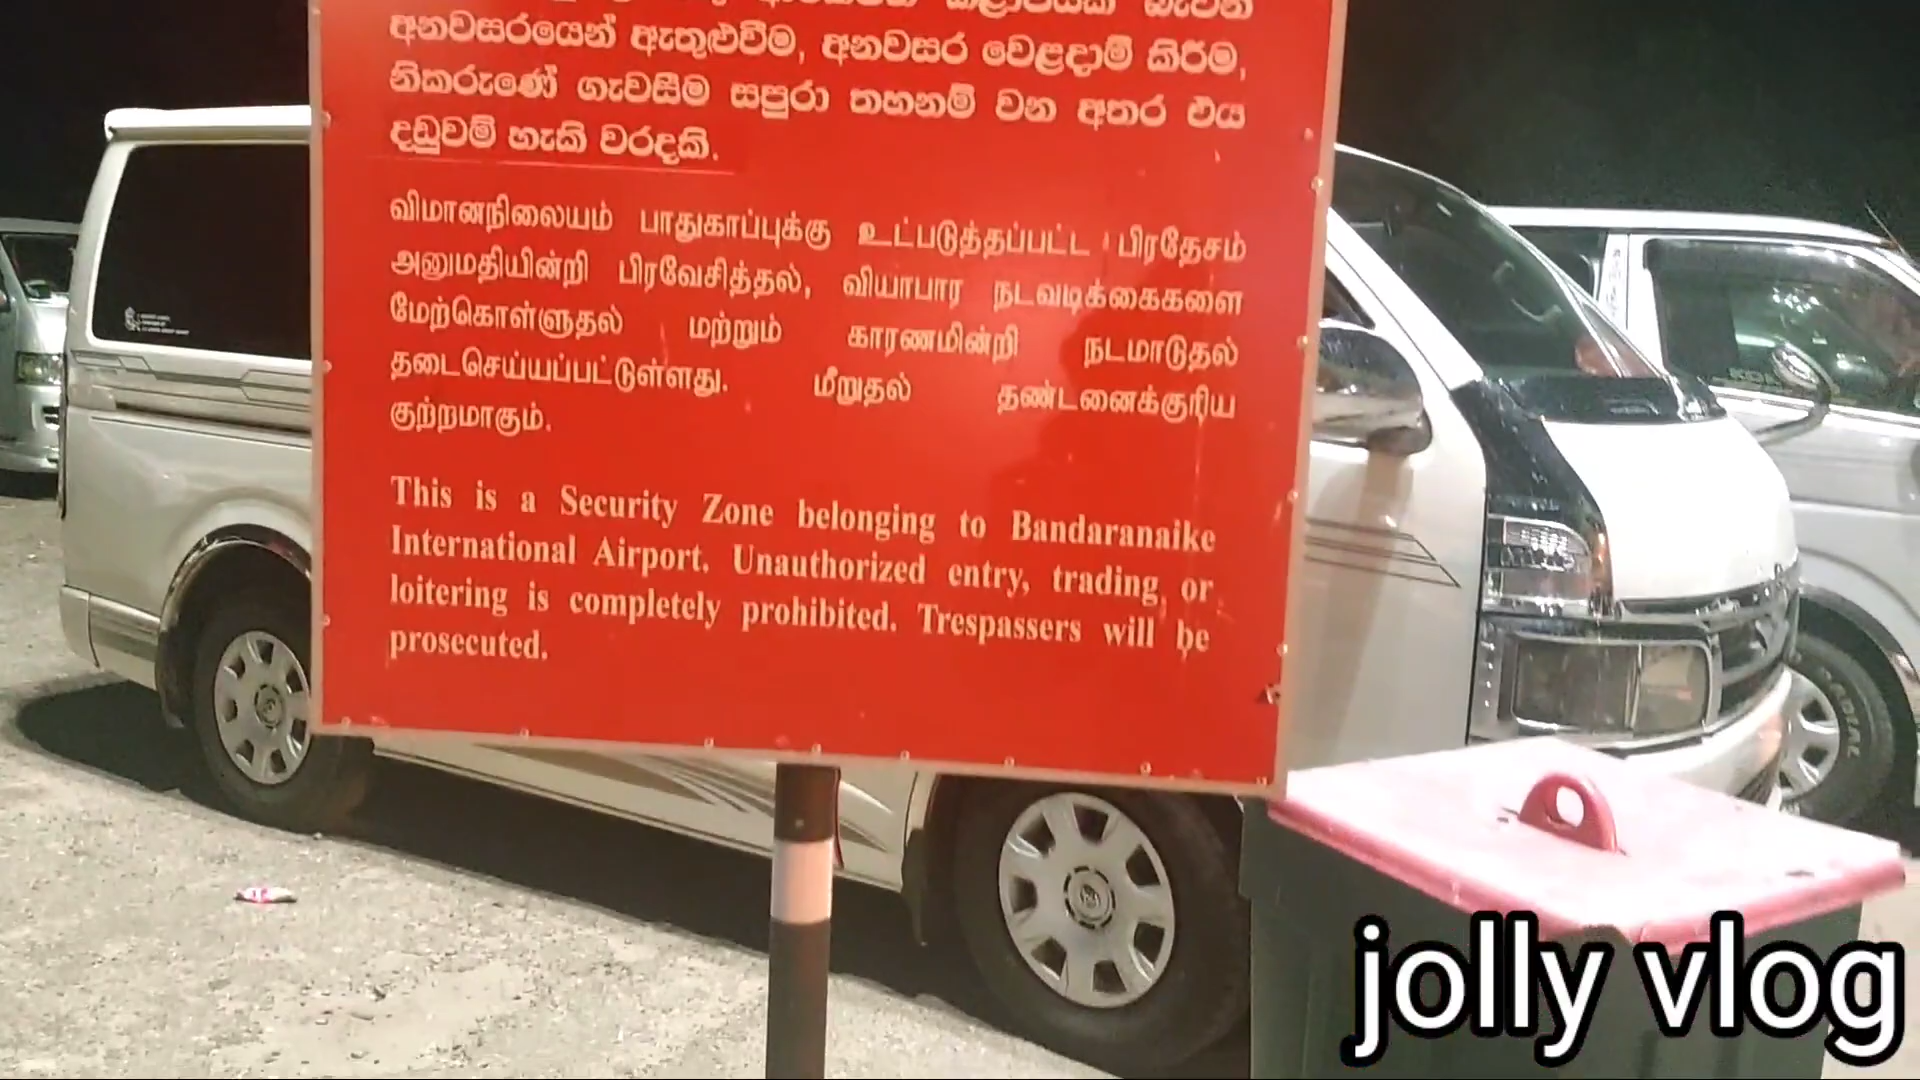 අනවසරයෙන් ඇතුළුවීම, අනවසර වෙළදාම් කිරීම,
නිකරුණේ ගැවසීම සපුරා තහනම් වන අතර එය
දඩුවම් හැකි වරදකි.
விமானநிலையம் பாதுகாப்புக்கு உட்படுத்தப்பட்ட பிரதேசம்
அனுமதியின்றி பிரவேசித்தல், வியாபார நடவடிக்கைகளை
மேற்கொள்ளுதல் மற்றும் காரணமின்றி நடமாடுதல்
தடைசெய்யப்பட்டுள்ளது. மீறுதல் தண்டனைக்குரிய
குற்றமாகும்.
This is a Security Zone belonging to Bandaranaike
International Airport. Unauthorized entry, trading, or
loitering is completely prohibited. Trespassers will be
prosecuted.
jolly vlog